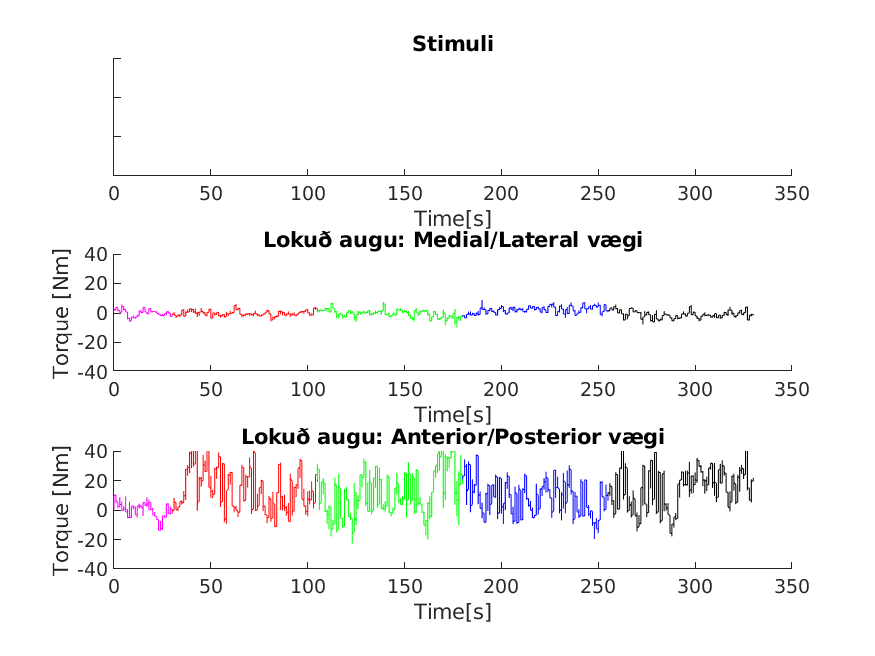 Stimuli
0 50 100 150 200 250 300 350
Time[s]
Lokuð augu: Medial/Lateral vægi
Torque [Nm]
40
20
0
-20
-40
0 50 100 150 200 250 300 350
Time[s]
Lokuð augu: Anterior/Posterior vægi
Torque [Nm]
40
20
0
-20
-40
0 50 100 150 200 250 300 350
Time[s]